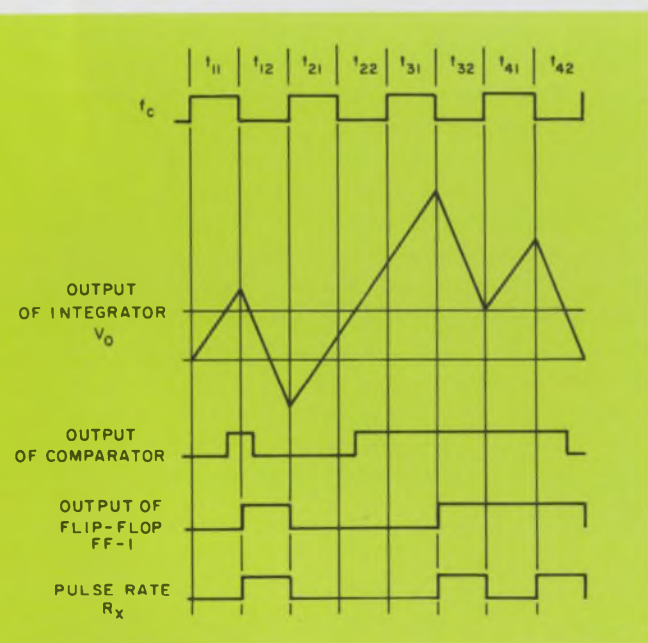 t11 t12 t21 t22 t31 t32 t41 t42
fc
OUTPUT
OF INTEGRATOR
Vo
OUTPUT
OF COMPARATOR
OUTPUT OF
FLIP-FLOP
FF-1
PULSE RATE
Rx